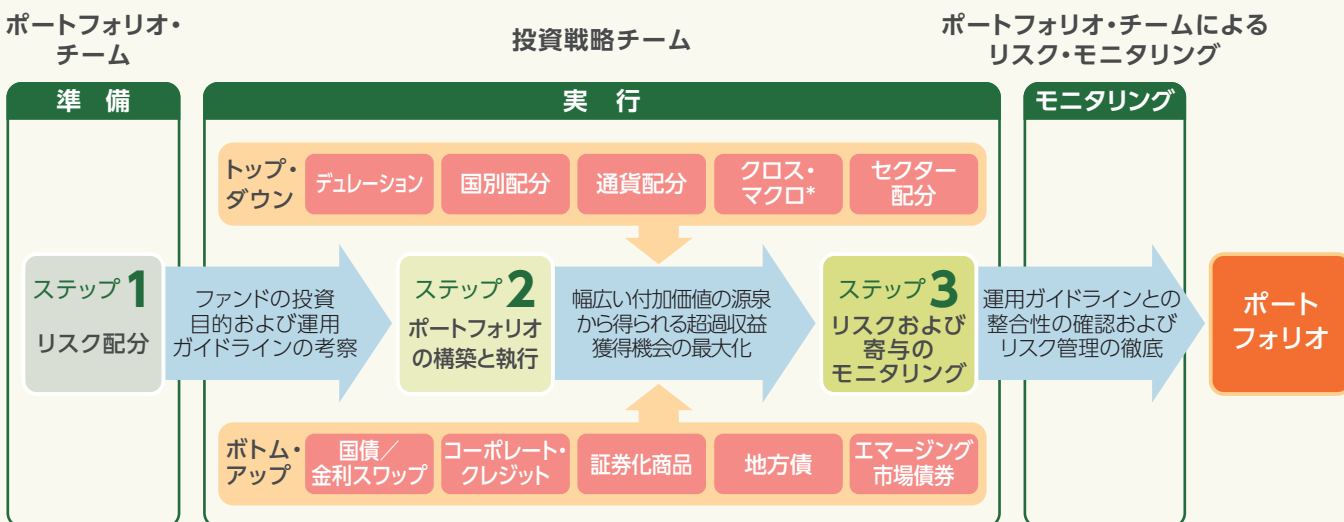 ポートフォリオ・
チーム
投資戦略チーム
ポートフォリオ・チームによる
リスク・モニタリング
準 備
実 行
モニタリング
トップ・
ダウン
デュレーション
国別配分
通貨配分
クロス・
マクロ*
セクター
配分
ステップ1
リスク配分
ファンドの投資
目的および運用
ガイドラインの考察
ステップ2
ポートフォリオ
の構築と執行
幅広い付加価値の源泉
から得られる超過収益
獲得機会の最大化
ステップ3
リスクおよび
寄与の
モニタリング
運用ガイドラインとの
整合性の確認および
リスク管理の徹底
ポート
フォリオ
ボトム・
アップ
国債／
金利スワップ
コーポレート・
クレジット
証券化商品
地方債
エマージング
市場債券